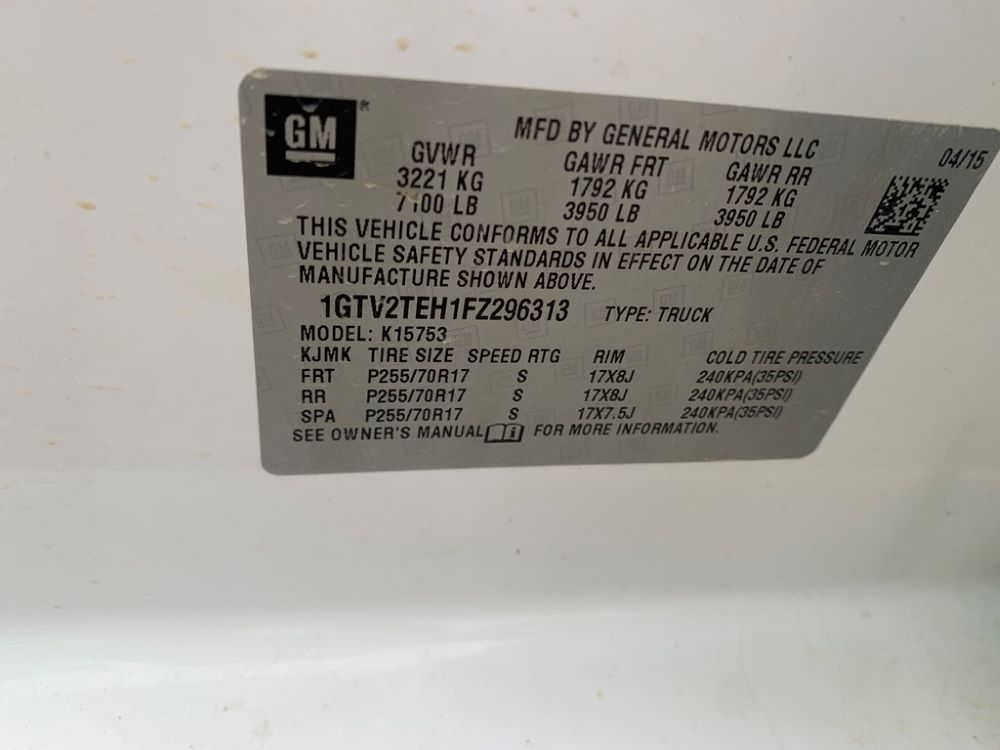 GM®
MFD BY GENERAL MOTORS LLC 04/15
GVWR GAWR FRT GAWR RR
3221 KG 1792 KG 1792 KG
7100 LB 3950 LB 3950 LB
THIS VEHICLE CONFORMS TO ALL APPLICABLE U.S. FEDERAL MOTOR
VEHICLE SAFETY STANDARDS IN EFFECT ON THE DATE OF
MANUFACTURE SHOWN ABOVE.
1GTV2TEH1FZ296313 TYPE: TRUCK
MODEL: K15753
KJMK TIRE SIZE SPEED RTG RIM COLD TIRE PRESSURE
FRT P255/70R17 S 17X8J 240KPA(35PSI)
RR P255/70R17 S 17X8J 240KPA(35PSI)
SPA P255/70R17 S 17X7.5J 240KPA(35PSI)
SEE OWNER'S MANUAL i FOR MORE INFORMATION.